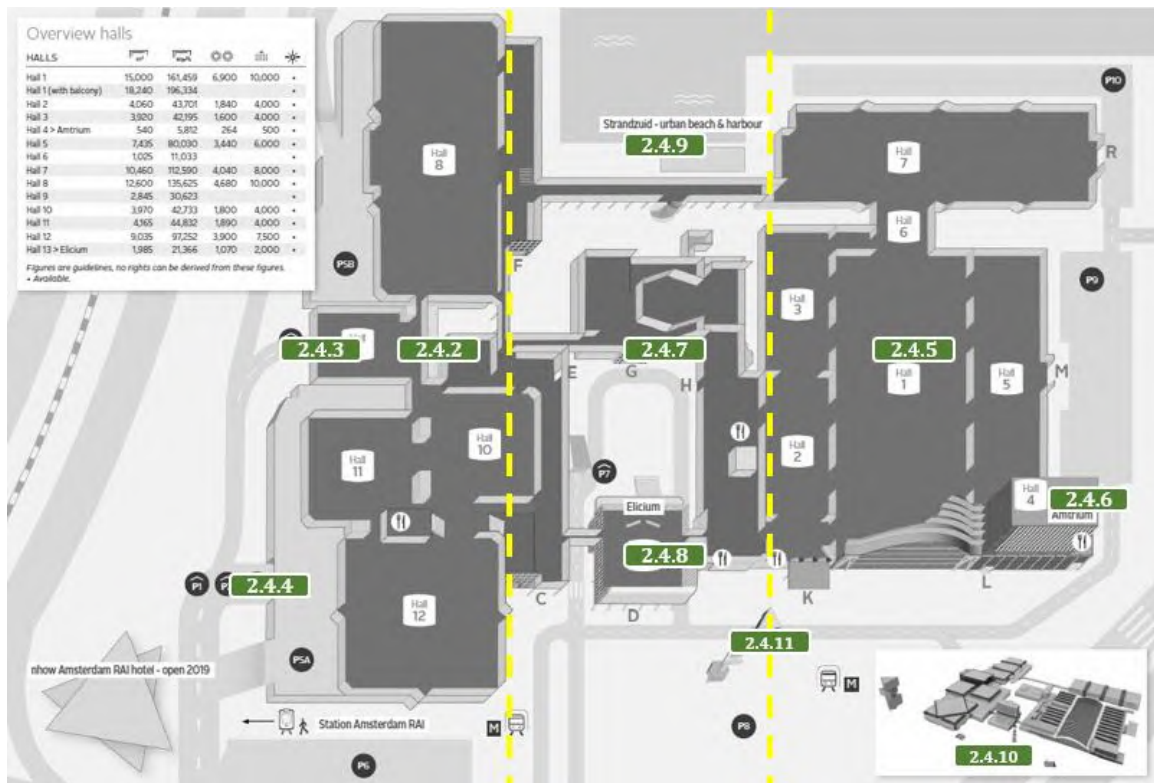 Overview halls
HALLS m² sq.ft
Hall 1 15,000 161,459 6,900 10,000 •
Hall 1 (with balcony) 18,240 196,334 •
Hall 2 4,060 43,701 1,840 4,000 •
Hall 3 3,920 42,195 1,600 4,000 •
Hall 4 > Amtrium 540 5,812 264 500 •
Hall 5 7,435 80,030 3,440 6,000 •
Hall 6 1,025 11,033 •
Hall 7 10,460 112,590 4,040 8,000 •
Hall 8 12,600 135,625 4,680 10,000 •
Hall 9 2,845 30,623 •
Hall 10 3,970 42,733 1,800 4,000 •
Hall 11 4,165 44,832 1,890 4,000 •
Hall 12 9,035 97,252 3,900 7,500 •
Hall 13 > Elicium 1,985 21,366 1,070 2,000 •
Figures are guidelines, no rights can be derived from these figures.
• Available.
P10
Strandzuid - urban beach & harbour
2.4.9
Hall
8
Hall
7
R
Hall
6
P5B
F
P9
Hall
3
2.4.3
2.4.2
2.4.7
2.4.5
E
G
H
Hall
1
Hall
5
M
Hall
10
Hall
11
Hall
2
P7
Elicium
Hall
4
2.4.6
Amtrium
2.4.8
P1
2.4.4
C
D
K
L
Hall
12
2.4.11
P5A
nhow Amsterdam RAI hotel - open 2019
M
Station Amsterdam RAI
M
P8
P6
2.4.10